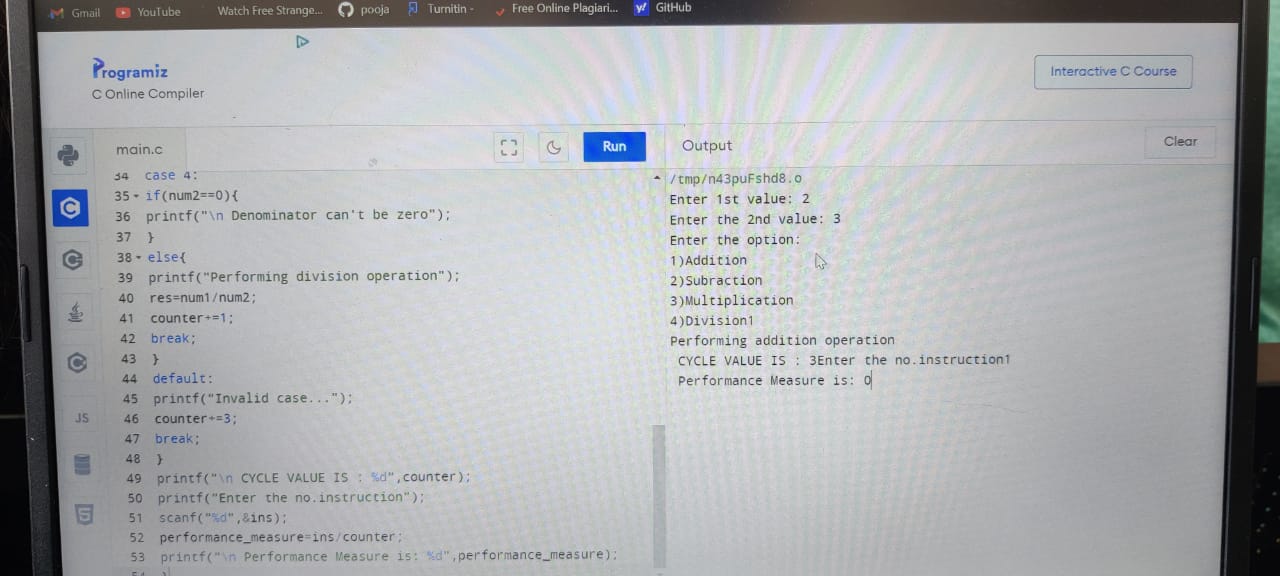 Gmail
YouTube
Watch Free Strange...
pooja
Turnitin -
Free Online Plagiari...
y!
GitHub
Programiz
C Online Compiler
Interactive C Course
main.c
Run
Output
Clear
34 case 4:
35 if(num2==0){
36 printf("\n Denominator can't be zero");
37 }
38 else{
39 printf("Performing division operation");
40 res=num1/num2;
41 counter+=1;
42 break;
43 }
44 default:
45 printf("Invalid case...");
46 counter+=3;
47 break;
48 }
49 printf("\n CYCLE VALUE IS : %d",counter);
50 printf("Enter the no.instruction");
51 scanf("%d",&ins);
52 performance_measure=ins/counter;
53 printf("\n Performance Measure is: %d",performance_measure);
54 }
JS
/tmp/n43puFshd8.o
Enter 1st value: 2
Enter the 2nd value: 3
Enter the option:
1)Addition
2)Subraction
3)Multiplication
4)Division1
Performing addition operation
CYCLE VALUE IS : 3Enter the no.instruction1
Performance Measure is: 0